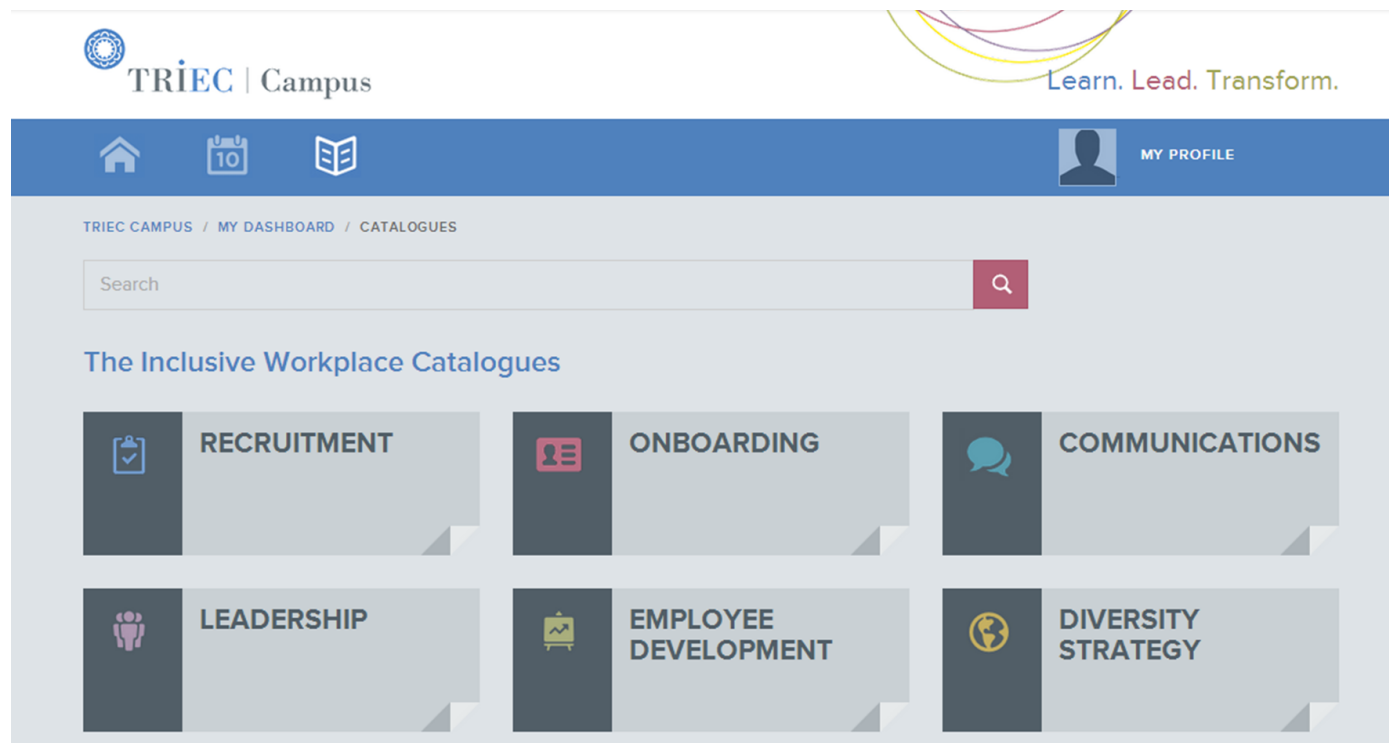 TRIEC | Campus
Learn. Lead. Transform.
10
MY PROFILE
TRIEC CAMPUS / MY DASHBOARD / CATALOGUES
Search
The Inclusive Workplace Catalogues
RECRUITMENT
ONBOARDING
COMMUNICATIONS
LEADERSHIP
EMPLOYEE
DEVELOPMENT
DIVERSITY
STRATEGY